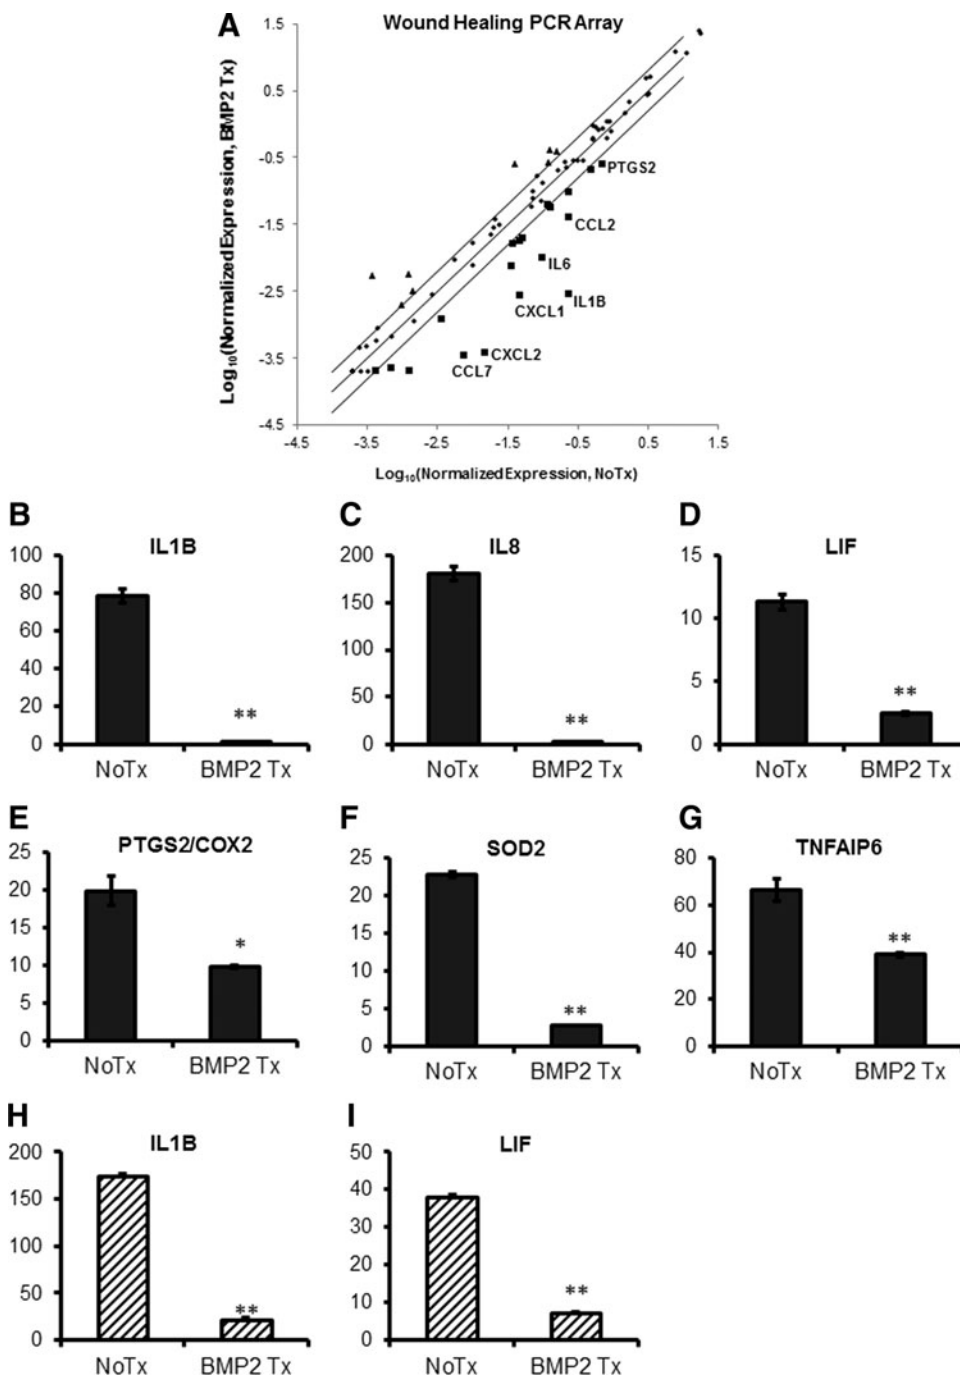 A
Wound Healing PCR Array
Log10(Normalized Expression, BMP2 Tx)
1.5
0.5
-0.5
-1.5
-2.5
-3.5
-4.5
PTGS2
CCL2
IL6
IL1B
CXCL1
CXCL2
CCL7
-4.5 -3.5 -2.5 -1.5 -0.5 0.5 1.5
Log10(Normalized Expression, NoTx)
B
IL1B
100
80
60
40
20
0
**
NoTx BMP2 Tx
C
IL8
200
150
100
50
0
**
NoTx BMP2 Tx
D
LIF
15
10
5
0
**
NoTx BMP2 Tx
E
PTGS2/COX2
25
20
15
10
5
0
*
NoTx BMP2 Tx
F
SOD2
25
20
15
10
5
0
**
NoTx BMP2 Tx
G
TNFAIP6
80
60
40
20
0
**
NoTx BMP2 Tx
H
IL1B
200
150
100
50
0
**
NoTx BMP2 Tx
I
LIF
50
40
30
20
10
0
**
NoTx BMP2 Tx